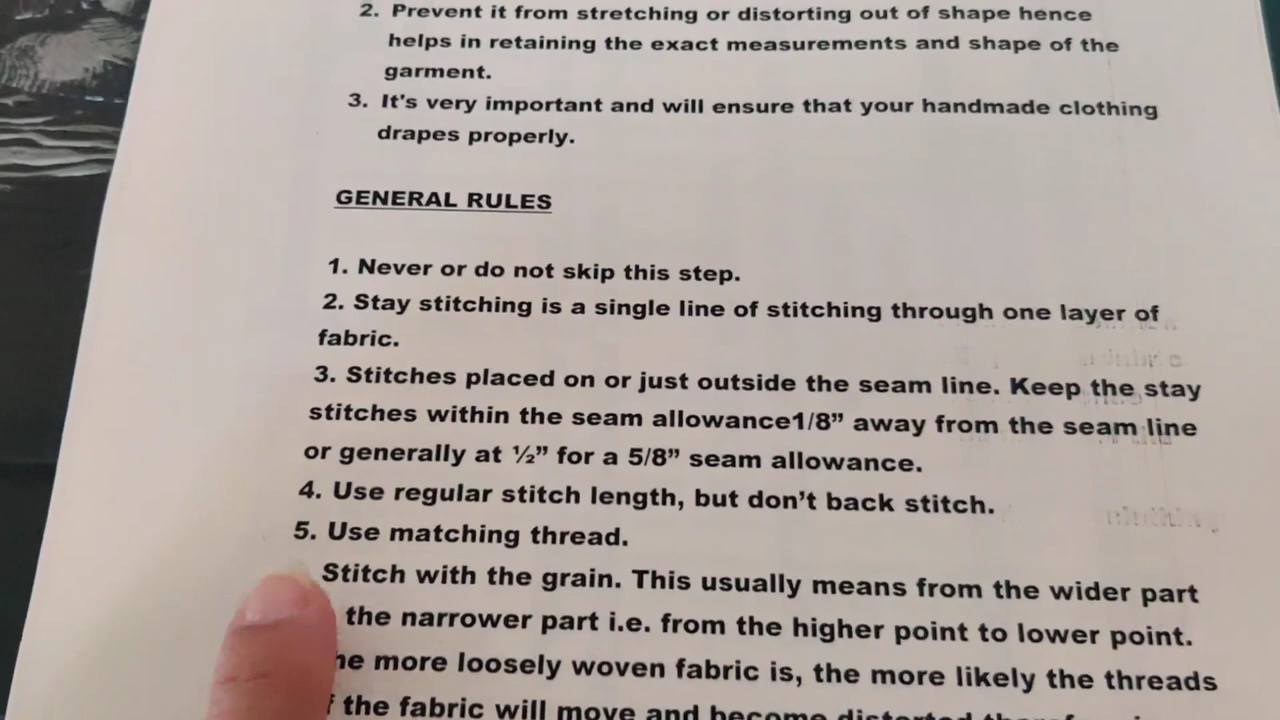 2. Prevent it from stretching or distorting out of shape hence
helps in retaining the exact measurements and shape of the
garment.
3. It's very important and will ensure that your handmade clothing
drapes properly.
GENERAL RULES
1. Never or do not skip this step.
2. Stay stitching is a single line of stitching through one layer of
fabric.
3. Stitches placed on or just outside the seam line. Keep the stay
stitches within the seam allowance1/8” away from the seam line
or generally at ½” for a 5/8” seam allowance.
4. Use regular stitch length, but don’t back stitch.
5. Use matching thread.
Stitch with the grain. This usually means from the wider part
the narrower part i.e. from the higher point to lower point.
more loosely woven fabric is, the more likely the threads
the fabric will move and become distorted